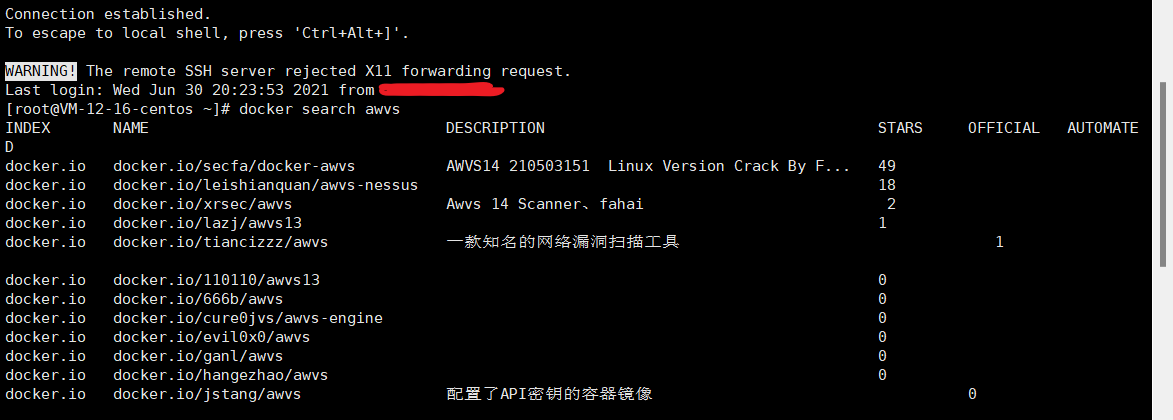 Connection established.
To escape to local shell, press 'Ctrl+Alt+]'.
WARNING! The remote SSH server rejected X11 forwarding request.
Last login: Wed Jun 30 20:23:53 2021 from
[root@VM-12-16-centos ~]# docker search awvs
INDEX NAME DESCRIPTION STARS OFFICIAL AUTOMATE
D
docker.io docker.io/secfa/docker-awvs AWVS14 210503151 Linux Version Crack By F... 49
docker.io docker.io/leishianquan/awvs-nessus 18
docker.io docker.io/xrsec/awvs Awvs 14 Scanner、fahai 2
docker.io docker.io/lazj/awvs13 1
docker.io docker.io/tiancizzz/awvs 一款知名的网络漏洞扫描工具 1
docker.io docker.io/110110/awvs13 0
docker.io docker.io/666b/awvs 0
docker.io docker.io/cure0jvs/awvs-engine 0
docker.io docker.io/evil0x0/awvs 0
docker.io docker.io/ganl/awvs 0
docker.io docker.io/hangezhao/awvs 0
docker.io docker.io/jstang/awvs 配置了API密钥的容器镜像 0